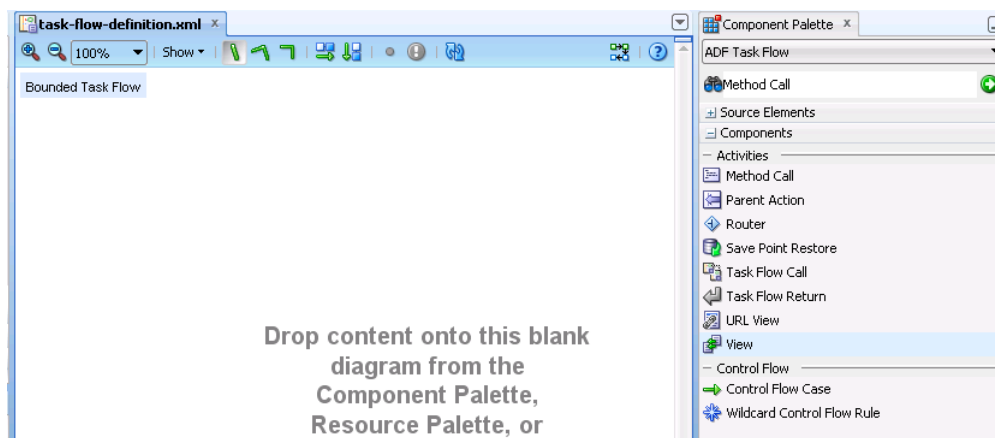 task-flow-definition.xml
100%
Show
Bounded Task Flow
Drop content onto this blank
diagram from the
Component Palette,
Resource Palette, or
Component Palette
ADF Task Flow
Method Call
Source Elements
Components
Activities
Method Call
Parent Action
Router
Save Point Restore
Task Flow Call
Task Flow Return
URL View
View
Control Flow
Control Flow Case
Wildcard Control Flow Rule